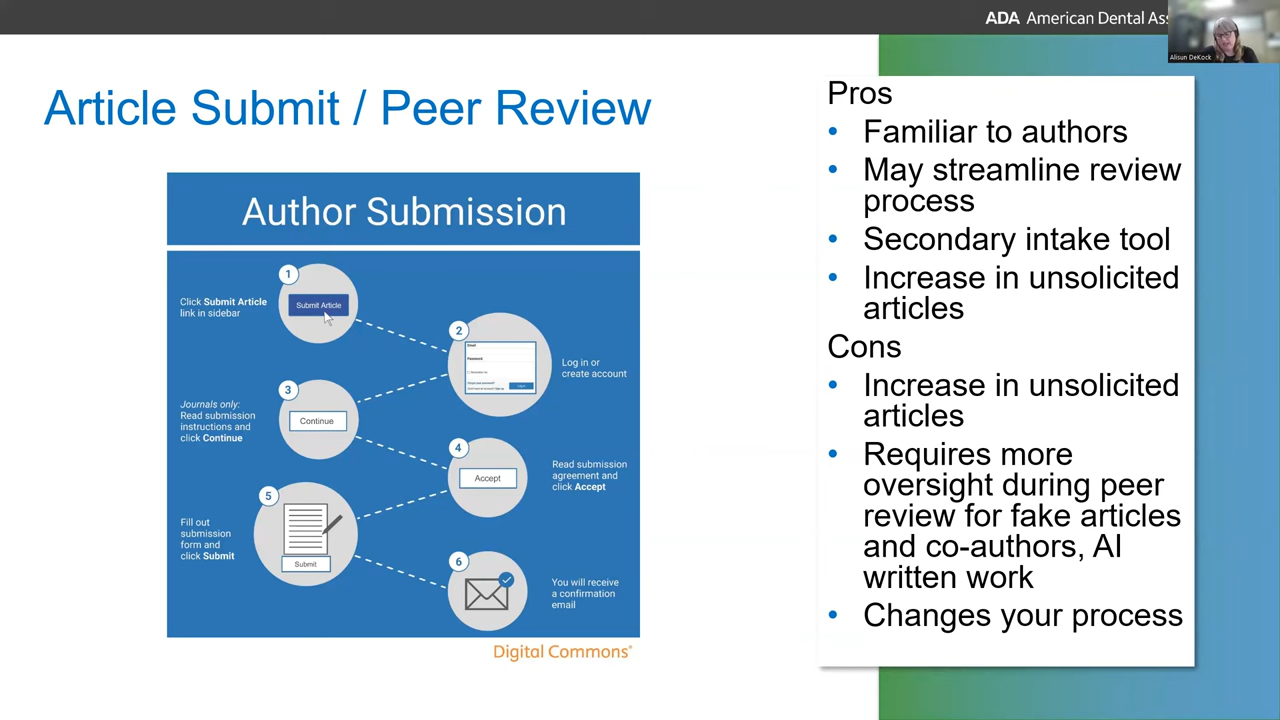 ADA American Dental Ass
Alisun DeKock
Article Submit / Peer Review
Author Submission
1
Click Submit Article
link in sidebar
Submit Article
2
Email
Password
Log in or
create account
3
Journals only:
Read submission
instructions and
click Continue
Continue
4
Accept
Read submission
agreement and
click Accept
5
Fill out
submission
form and
click Submit
Submit
6
You will receive
a confirmation
email
Digital Commons
Pros
• Familiar to authors
• May streamline review
process
• Secondary intake tool
• Increase in unsolicited
articles
Cons
• Increase in unsolicited
articles
• Requires more
oversight during peer
review for fake articles
and co-authors, AI
written work
• Changes your process